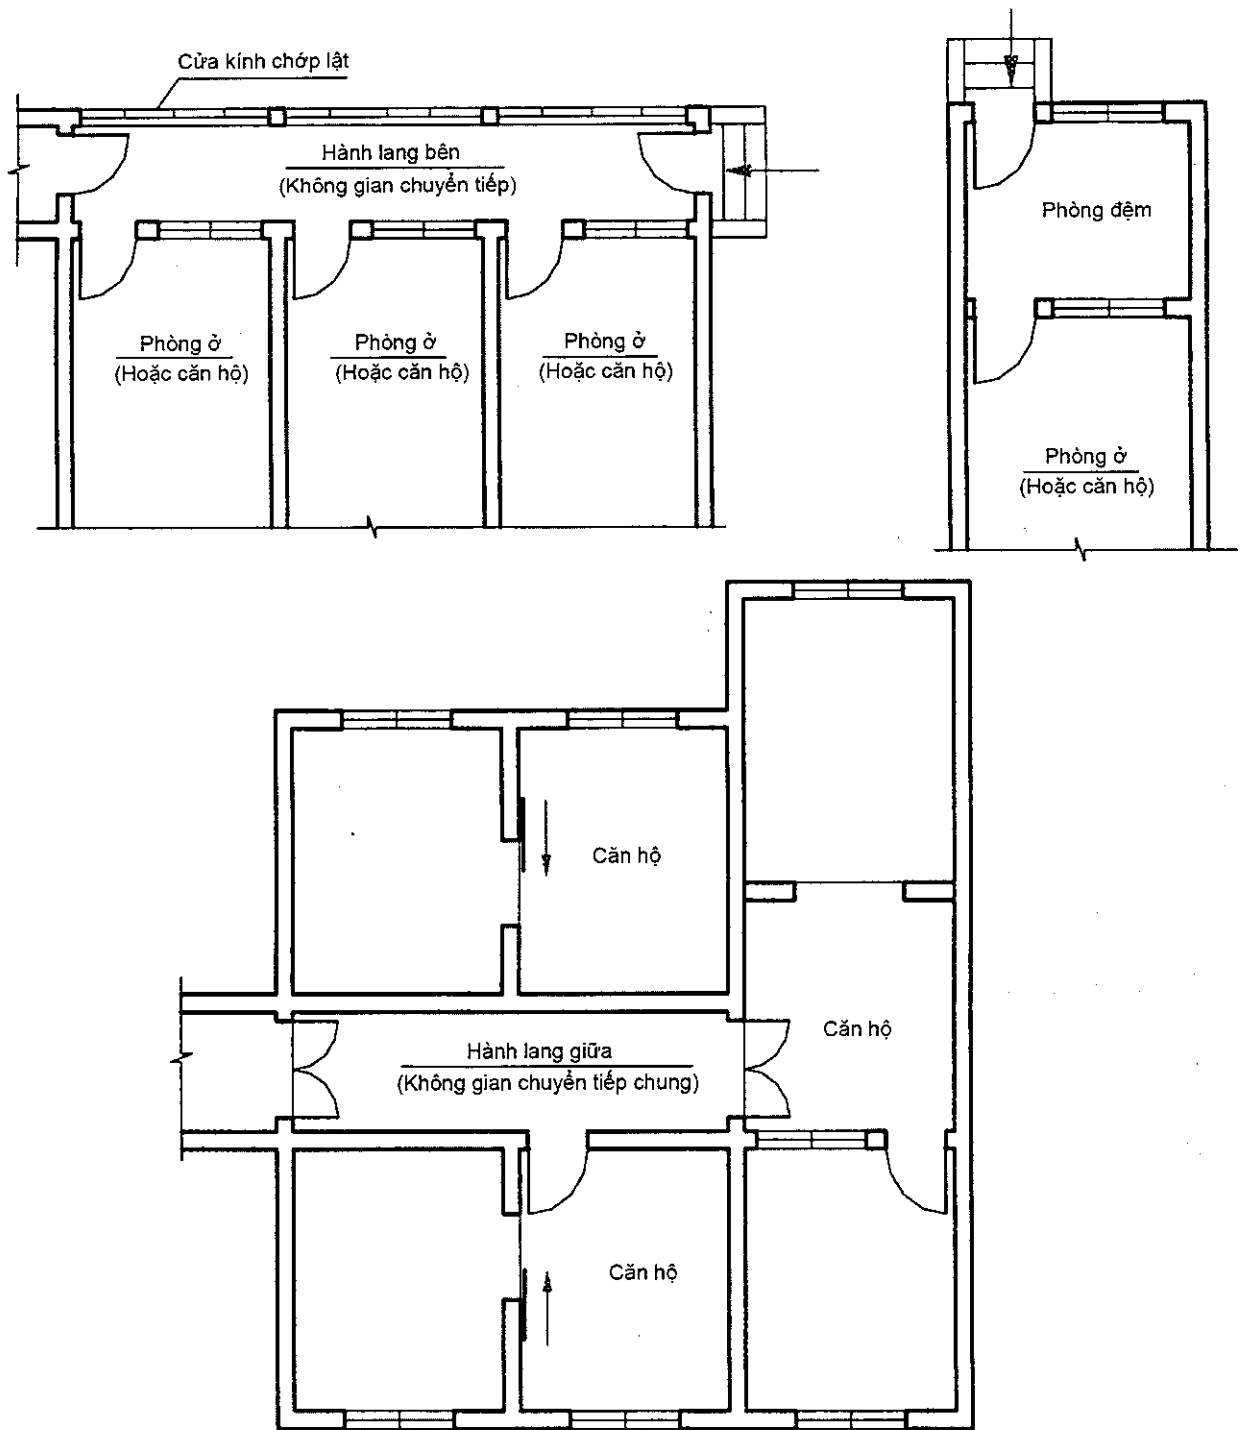 Cửa kính chớp lật
Hành lang bên
(Không gian chuyển tiếp)
Phòng ở
(Hoặc căn hộ)
Phòng ở
(Hoặc căn hộ)
Phòng ở
(Hoặc căn hộ)
Phòng đệm
Phòng ở
(Hoặc căn hộ)
Căn hộ
Căn hộ
Hành lang giữa
(Không gian chuyển tiếp chung)
Căn hộ